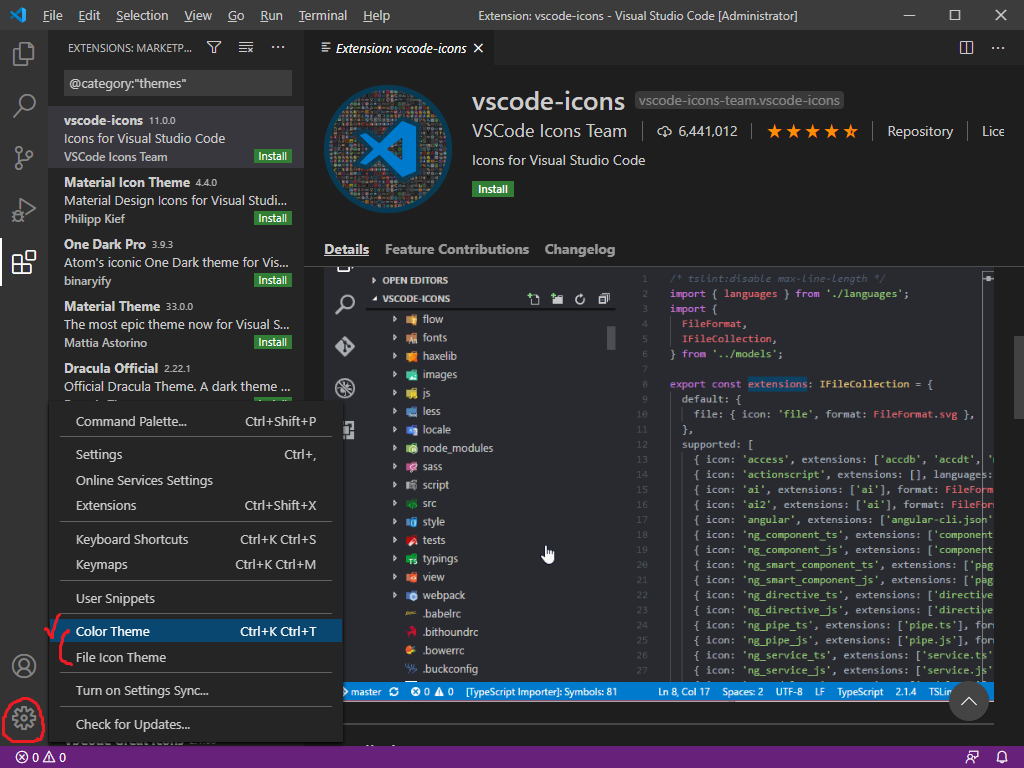 File Edit Selection View Go Run Terminal Help Extension: vscode-icons - Visual Studio Code [Administrator]
EXTENSIONS: MARKETP...
@category:"themes"
vscode-icons 11.0.0
Icons for Visual Studio Code
VSCode Icons Team Install
Material Icon Theme 4.4.0
Material Design Icons for Visual Studi...
Philipp Kief Install
One Dark Pro 3.9.3
Atom's iconic One Dark theme for Vis...
binaryify Install
Material Theme 33.0.0
The most epic theme now for Visual S...
Mattia Astorino Install
Dracula Official 2.22.1
Official Dracula Theme. A dark theme ...
Command Palette... Ctrl+Shift+P
Settings Ctrl+,
Online Services Settings
Extensions Ctrl+Shift+X
Keyboard Shortcuts Ctrl+K Ctrl+S
Keymaps Ctrl+K Ctrl+M
User Snippets
Color Theme Ctrl+K Ctrl+T
File Icon Theme
Turn on Settings Sync...
Check for Updates...
Extension: vscode-icons
vscode-icons vscode-icons-team.vscode-icons
VSCode Icons Team 6,441,012 Repository Lice
Icons for Visual Studio Code
Install
Details Feature Contributions Changelog
OPEN EDITORS
VSCODE-ICONS
flow
fonts
haxelib
images
js
less
locale
node_modules
sass
script
src
style
tests
typings
view
webpack
.babelrc
.bithoundrc
.bowerrc
.buckconfig
1 /* tslint:disable max-line-length */
2 import { languages } from './languages';
3 import {
4 FileFormat,
5 IFileCollection,
6 } from '../models';
7
8 export const extensions: IFileCollection = {
9 default: {
10 file: { icon: 'file', format: FileFormat.svg },
11 },
12 supported: [
13 { icon: 'access', extensions: ['accdb', 'accdt',
14 { icon: 'actionscript', extensions: [], languages:
15 { icon: 'ai', extensions: ['ai'], format: FileForm
16 { icon: 'ai2', extensions: ['ai'], format: FileFor
17 { icon: 'angular', extensions: ['angular-cli.json'
18 { icon: 'ng_component_ts', extensions: ['component
19 { icon: 'ng_component_js', extensions: ['component
20 { icon: 'ng_smart_component_ts', extensions: ['pag
21 { icon: 'ng_smart_component_js', extensions: ['pag
22 { icon: 'ng_directive_ts', extensions: ['directive
23 { icon: 'ng_directive_js', extensions: ['directive
24 { icon: 'ng_pipe_ts', extensions: ['pipe.ts'], for
25 { icon: 'ng_pipe_js', extensions: ['pipe.js'], for
26 { icon: 'ng_service_ts', extensions: ['service.ts'
27 { icon: 'ng_service_js', extensions: ['service.js'
master 0 0 [TypeScript Importer]: Symbols: 81 Ln 8, Col 17 Spaces: 2 UTF-8 LF TypeScript 2.1.4 TSLin
0 0